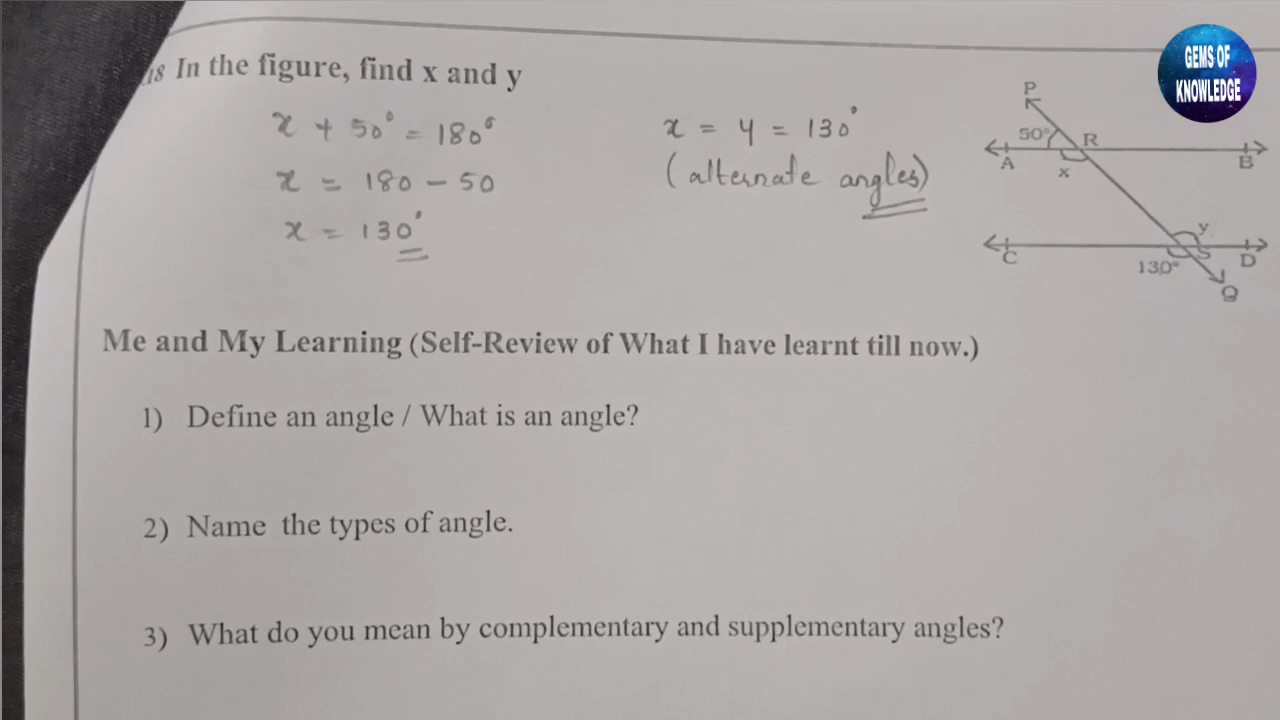 18 In the figure, find x and y
x + 50° = 180°
x = 180 - 50
x = 130°
x = y = 130°
(alternate angles)
GEMS OF
KNOWLEDGE
P
50°
R
A
B
x
y
C
S
D
130°
Q
Me and My Learning (Self-Review of What I have learnt till now.)
1) Define an angle / What is an angle?
2) Name the types of angle.
3) What do you mean by complementary and supplementary angles?